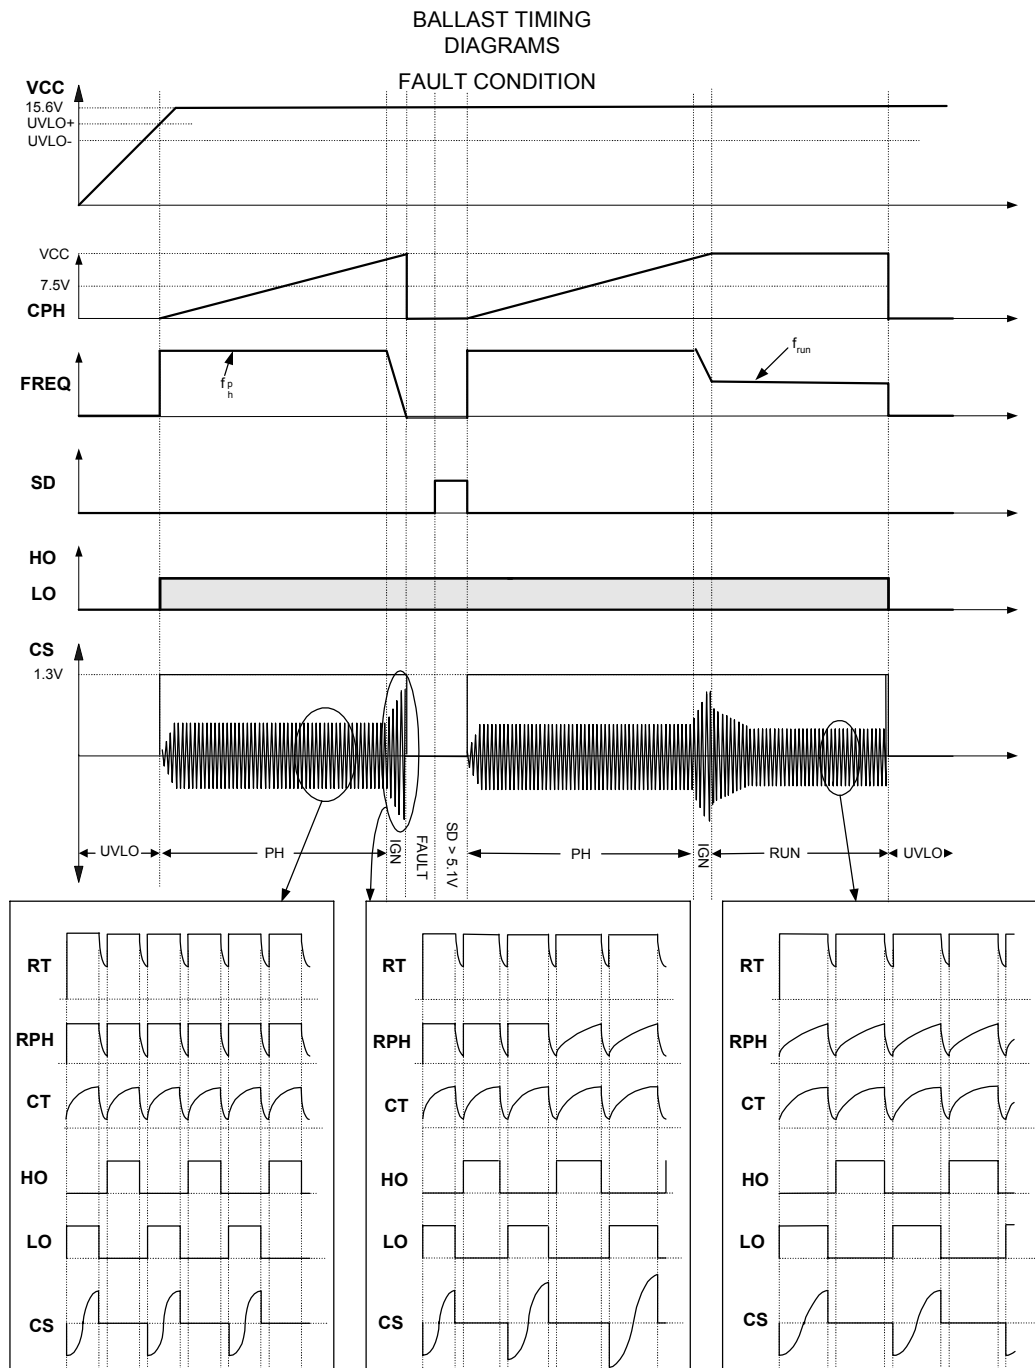 BALLAST TIMING
DIAGRAMS
FAULT CONDITION
VCC
15.6V
UVLO+
UVLO-
VCC
7.5V
CPH
FREQ
fph
frun
SD
HO
LO
CS
1.3V
UVLO
PH
IGN
FAULT
SD > 5.1V
PH
IGN
RUN
UVLO
RT
RPH
CT
HO
LO
CS
RT
RPH
CT
HO
LO
CS
RT
RPH
CT
HO
LO
CS